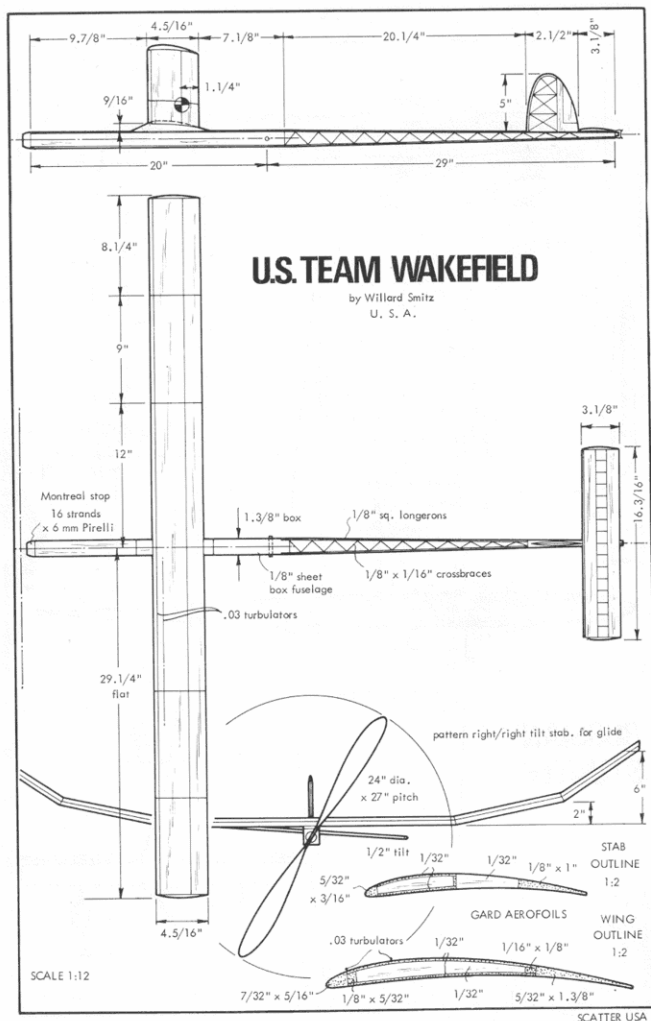 9.7/8"
4.5/16"
7.1/8"
20.1/4"
2.1/2"
3.1/8"
1.1/4"
9/16"
5"
20"
29"
8.1/4"
U.S. TEAM WAKEFIELD
by Willard Smitz
U. S. A.
9"
3.1/8"
12"
Montreal stop
16 strands
x 6 mm Pirelli
1.3/8" box
1/8" sq. longerons
16.3/16"
1/8" sheet
box fuselage
1/8" x 1/16" crossbraces
.03 turbulators
29.1/4"
flat
pattern right/right tilt stab. for glide
24" dia.
x 27" pitch
6"
2"
1/2" tilt
STAB
OUTLINE
1:2
1/32"
1/32"
1/8" x 1"
5/32"
x 3/16"
GARD AEROFOILS
WING
OUTLINE
1:2
4.5/16"
.03 turbulators
1/32"
1/16" x 1/8"
SCALE 1:12
7/32" x 5/16"
1/8" x 5/32"
1/32"
5/32" x 1.3/8"
SCATTER USA